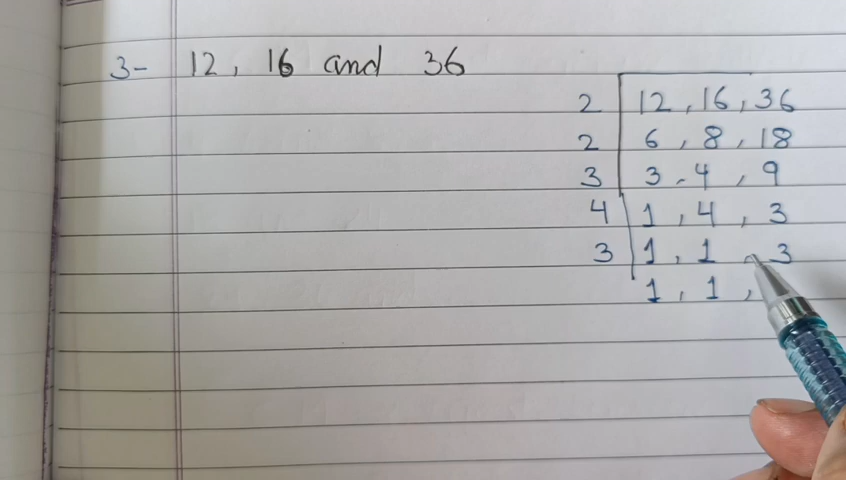 3- 12, 16 and 36
2 12, 16, 36
2 6, 8, 18
3 3, 4, 9
4 1, 4, 3
3 1, 1, 3
1, 1,